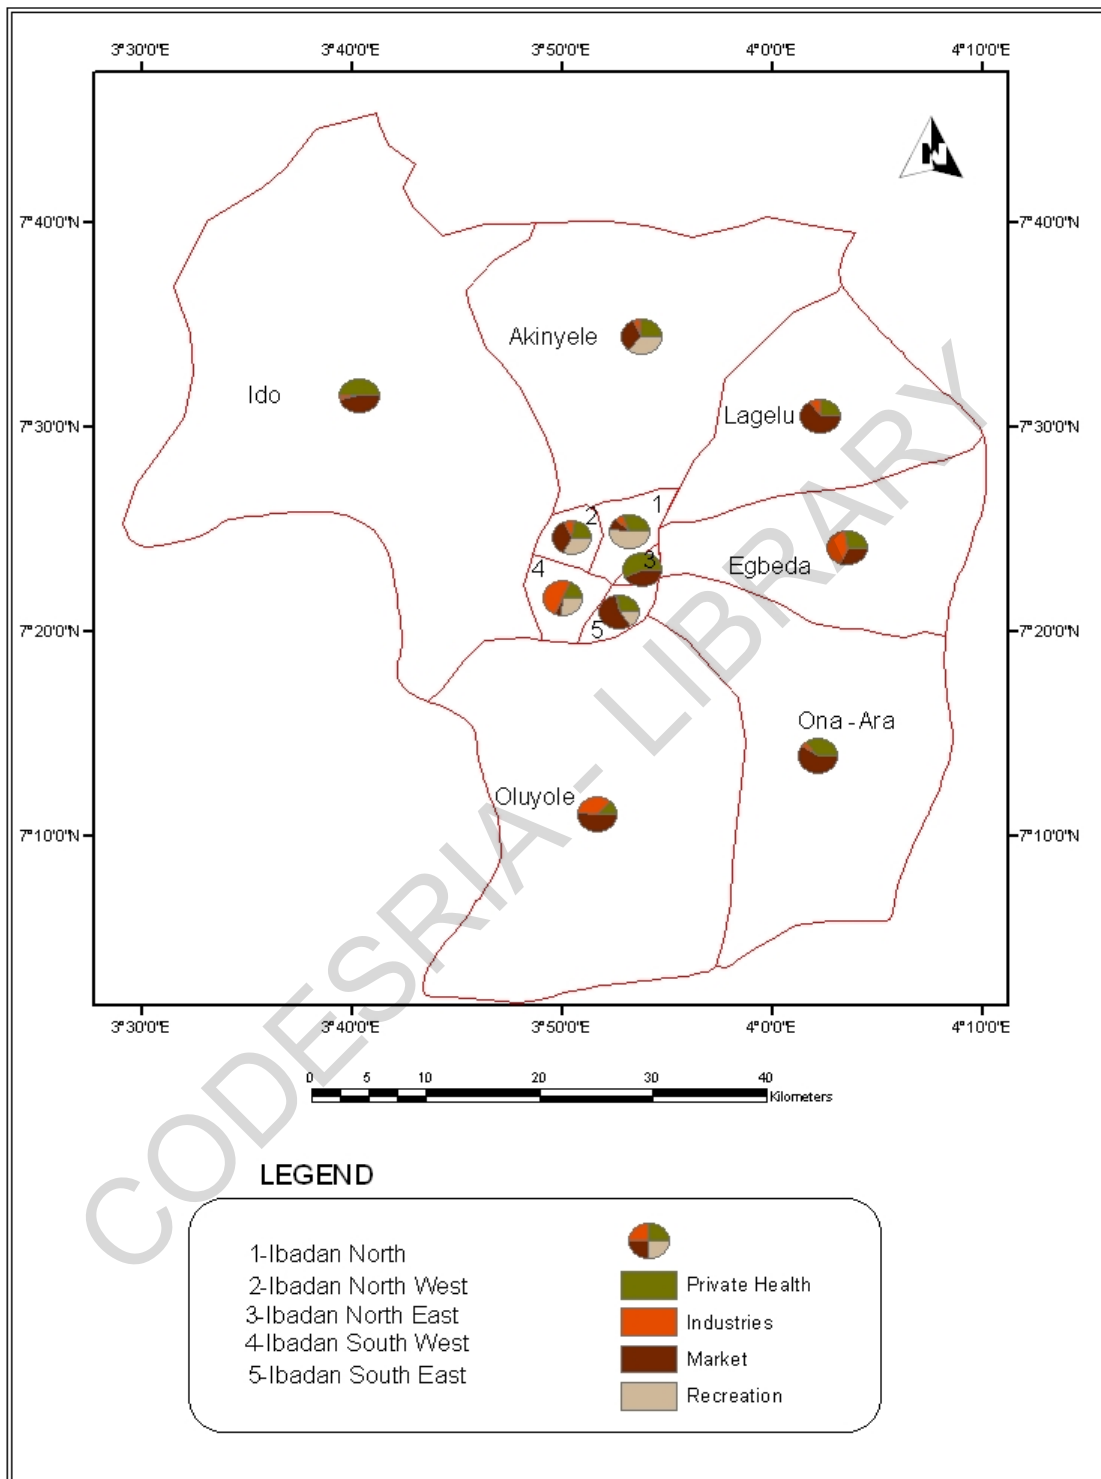 3°30'0"E 3°40'0"E 3°50'0"E 4°0'0"E 4°10'0"E
N
7°40'0"N 7°40'0"N
Akinyele
Ido
Lagelu
7°30'0"N 7°30'0"N
1
2
3
Egbeda
4
5
7°20'0"N 7°20'0"N
Ona - Ara
Oluyole
7°10'0"N 7°10'0"N
3°30'0"E 3°40'0"E 3°50'0"E 4°0'0"E 4°10'0"E
0 5 10 20 30 40
Kilometers
CODESRIA - LIBRARY
LEGEND
1-Ibadan North
2-Ibadan North West
3-Ibadan North East
4-Ibadan South West
5-Ibadan South East
Private Health
Industries
Market
Recreation